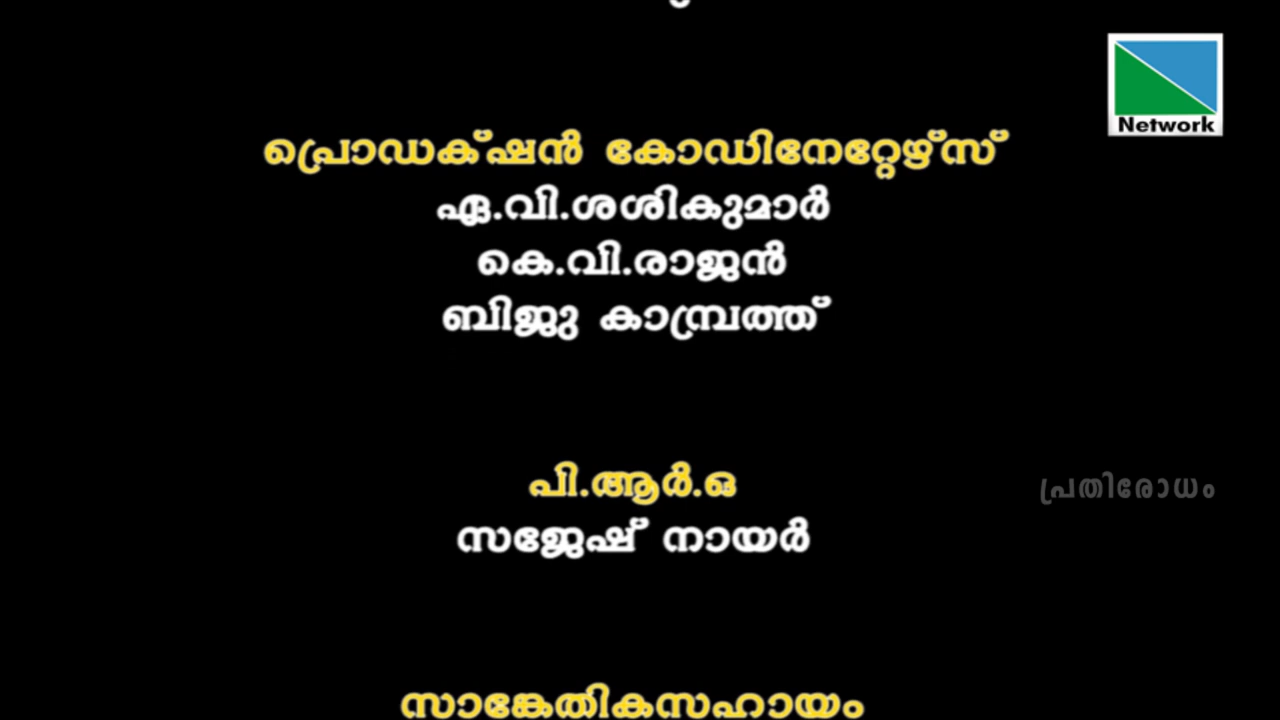 Network
പ്രൊഡക്ഷൻ കോഡിനേറ്റേഴ്സ്
ഏ.വി.ശശികുമാർ
കെ.വി.രാജൻ
ബിജു കാമ്പ്രത്ത്
പി.ആർ.ഒ
പ്രതിരോധം
സജേഷ് നായർ
സാങ്കേതികസഹായം